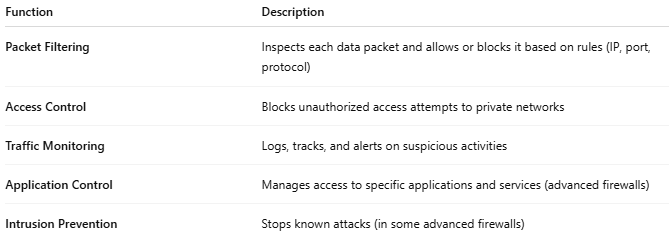 Function Description
Packet Filtering Inspects each data packet and allows or blocks it based on rules (IP, port,
protocol)
Access Control Blocks unauthorized access attempts to private networks
Traffic Monitoring Logs, tracks, and alerts on suspicious activities
Application Control Manages access to specific applications and services (advanced firewalls)
Intrusion Prevention Stops known attacks (in some advanced firewalls)